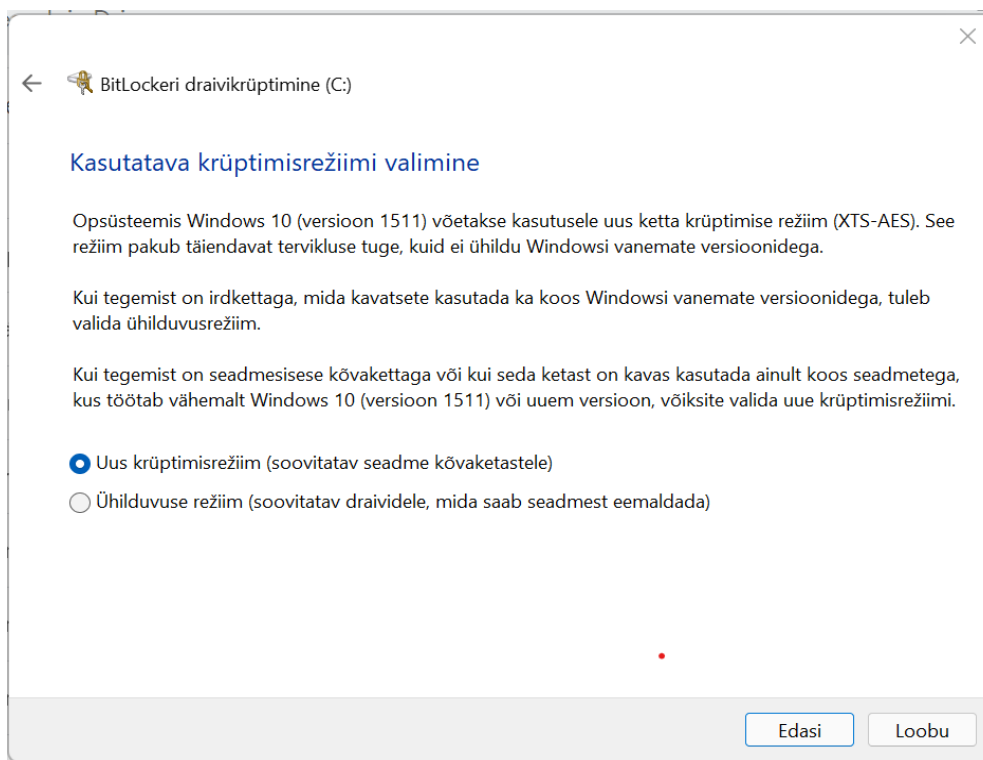 BitLockeri draivikrüptimine (C:)
Kasutatava krüptimisrežiimi valimine
Opsüsteemis Windows 10 (versioon 1511) võetakse kasutusele uus ketta krüptimise režiim (XTS-AES). See
režiim pakub täiendavat tervikluse tuge, kuid ei ühildu Windowsi vanemate versioonidega.
Kui tegemist on irdkettaga, mida kavatsete kasutada ka koos Windowsi vanemate versioonidega, tuleb
valida ühilduvusrežiim.
Kui tegemist on seadmesisese kõvakettaga või kui seda ketast on kavas kasutada ainult koos seadmetega,
kus töötab vähemalt Windows 10 (versioon 1511) või uuem versioon, võiksite valida uue krüptimisrežiimi.
Uus krüptimisrežiim (soovitatav seadme kõvaketastele)
Ühilduvuse režiim (soovitatav draividele, mida saab seadmest eemaldada)
Edasi
Loobu